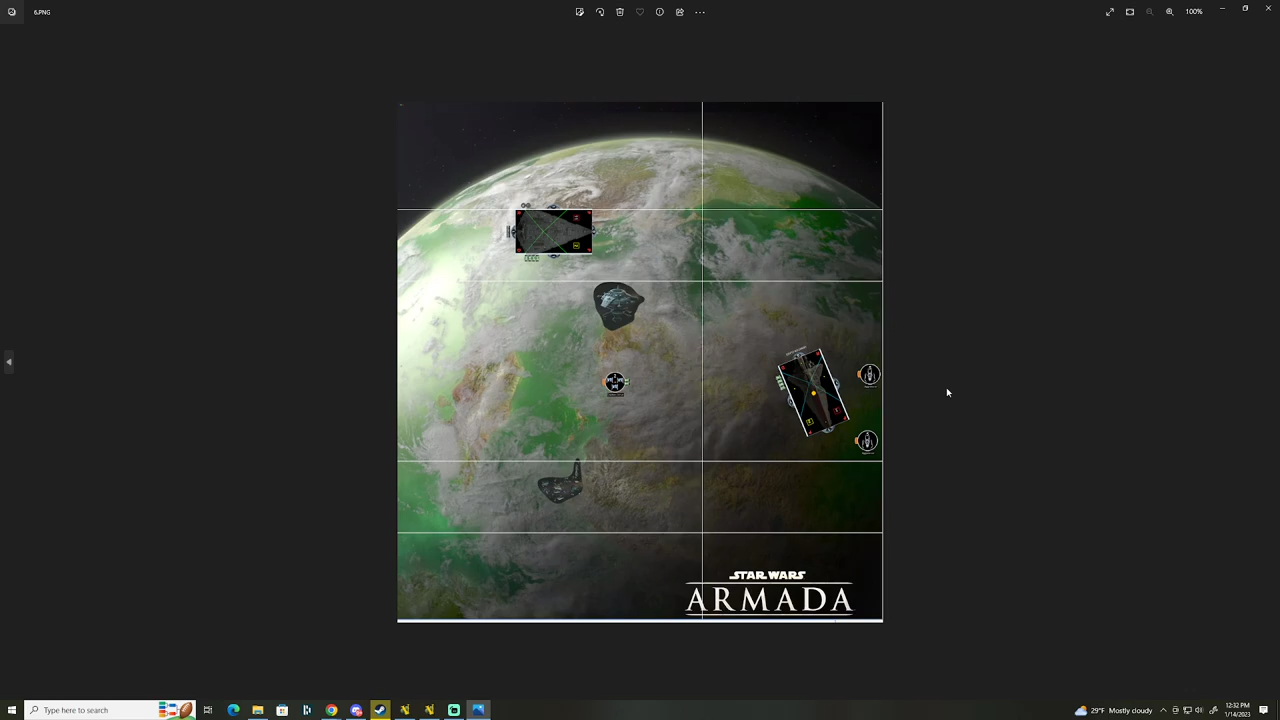 6.PNG
100%
STAR WARS
ARMADA
Type here to search
29°F Mostly cloudy
12:32 PM
1/14/2023